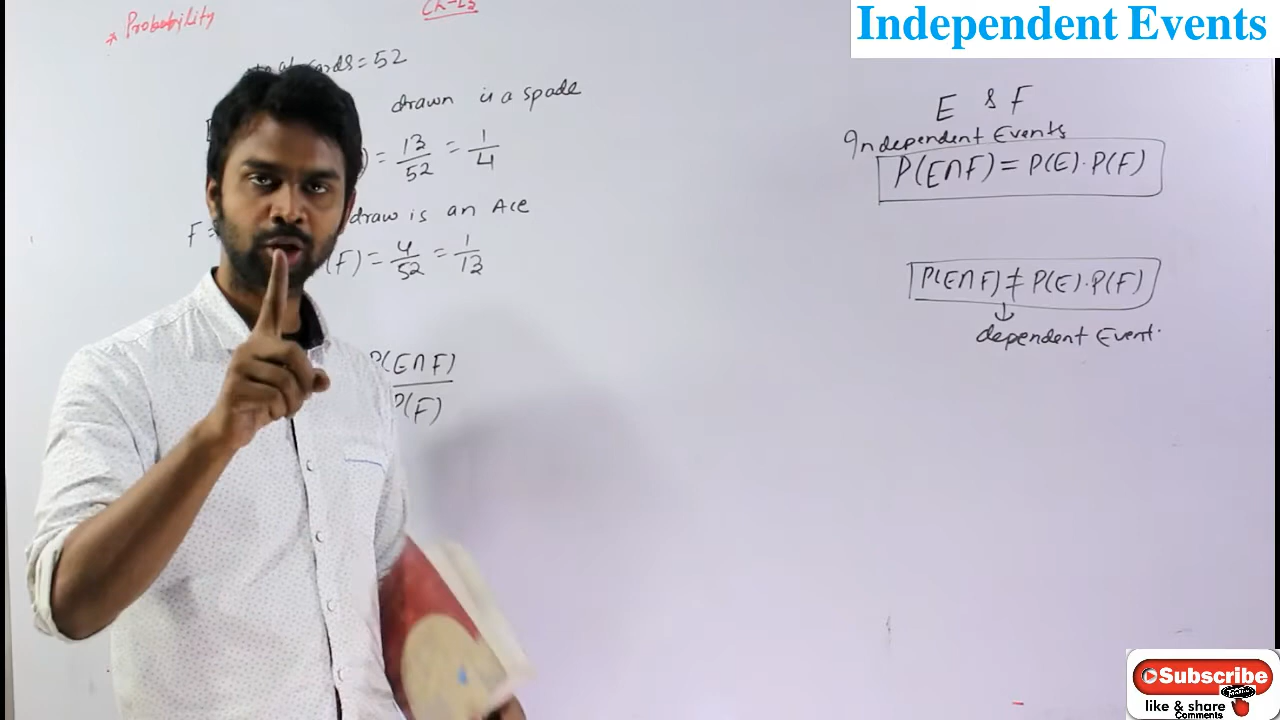 Probability
Independent Events
cards = 52
drawn is a spade
= 13/52 = 1/4
F =
draw is an Ace
(F) = 4/52 = 1/13
P(E∩F)
P(F)
E & F
Independent Events
P(E∩F) = P(E).P(F)
P(E∩F) ≠ P(E).P(F)
↓
dependent Event.
Subscribe
like & share
Comments